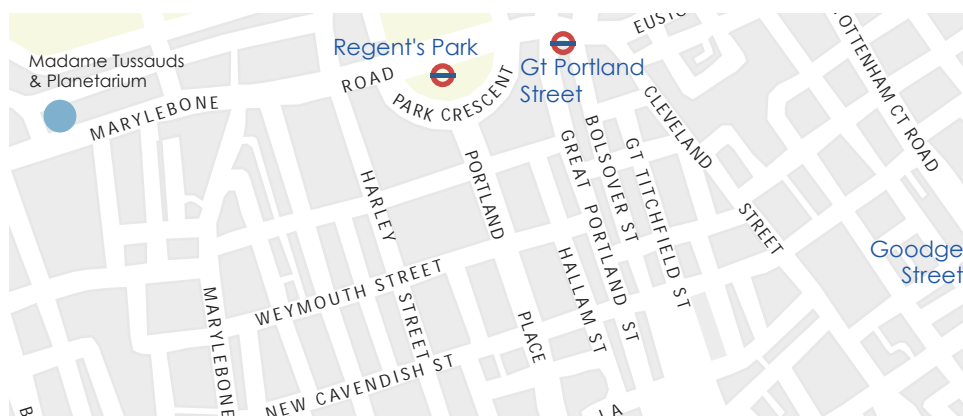 EUSTO
Regent's Park
Madame Tussauds
& Planetarium
Gt Portland
Street
ROAD
MARYLEBONE
PARK CRESCENT
TOTTENHAM CT ROAD
CLEVELAND
STREET
BOLSOVER ST
GREAT PORTLAND ST
GT TITCHFIELD ST
HARLEY
STREET
PORTLAND
PLACE
Goodge
Street
HALLAM ST
WEYMOUTH STREET
MARYLEBONE
NEW CAVENDISH ST
B
LA